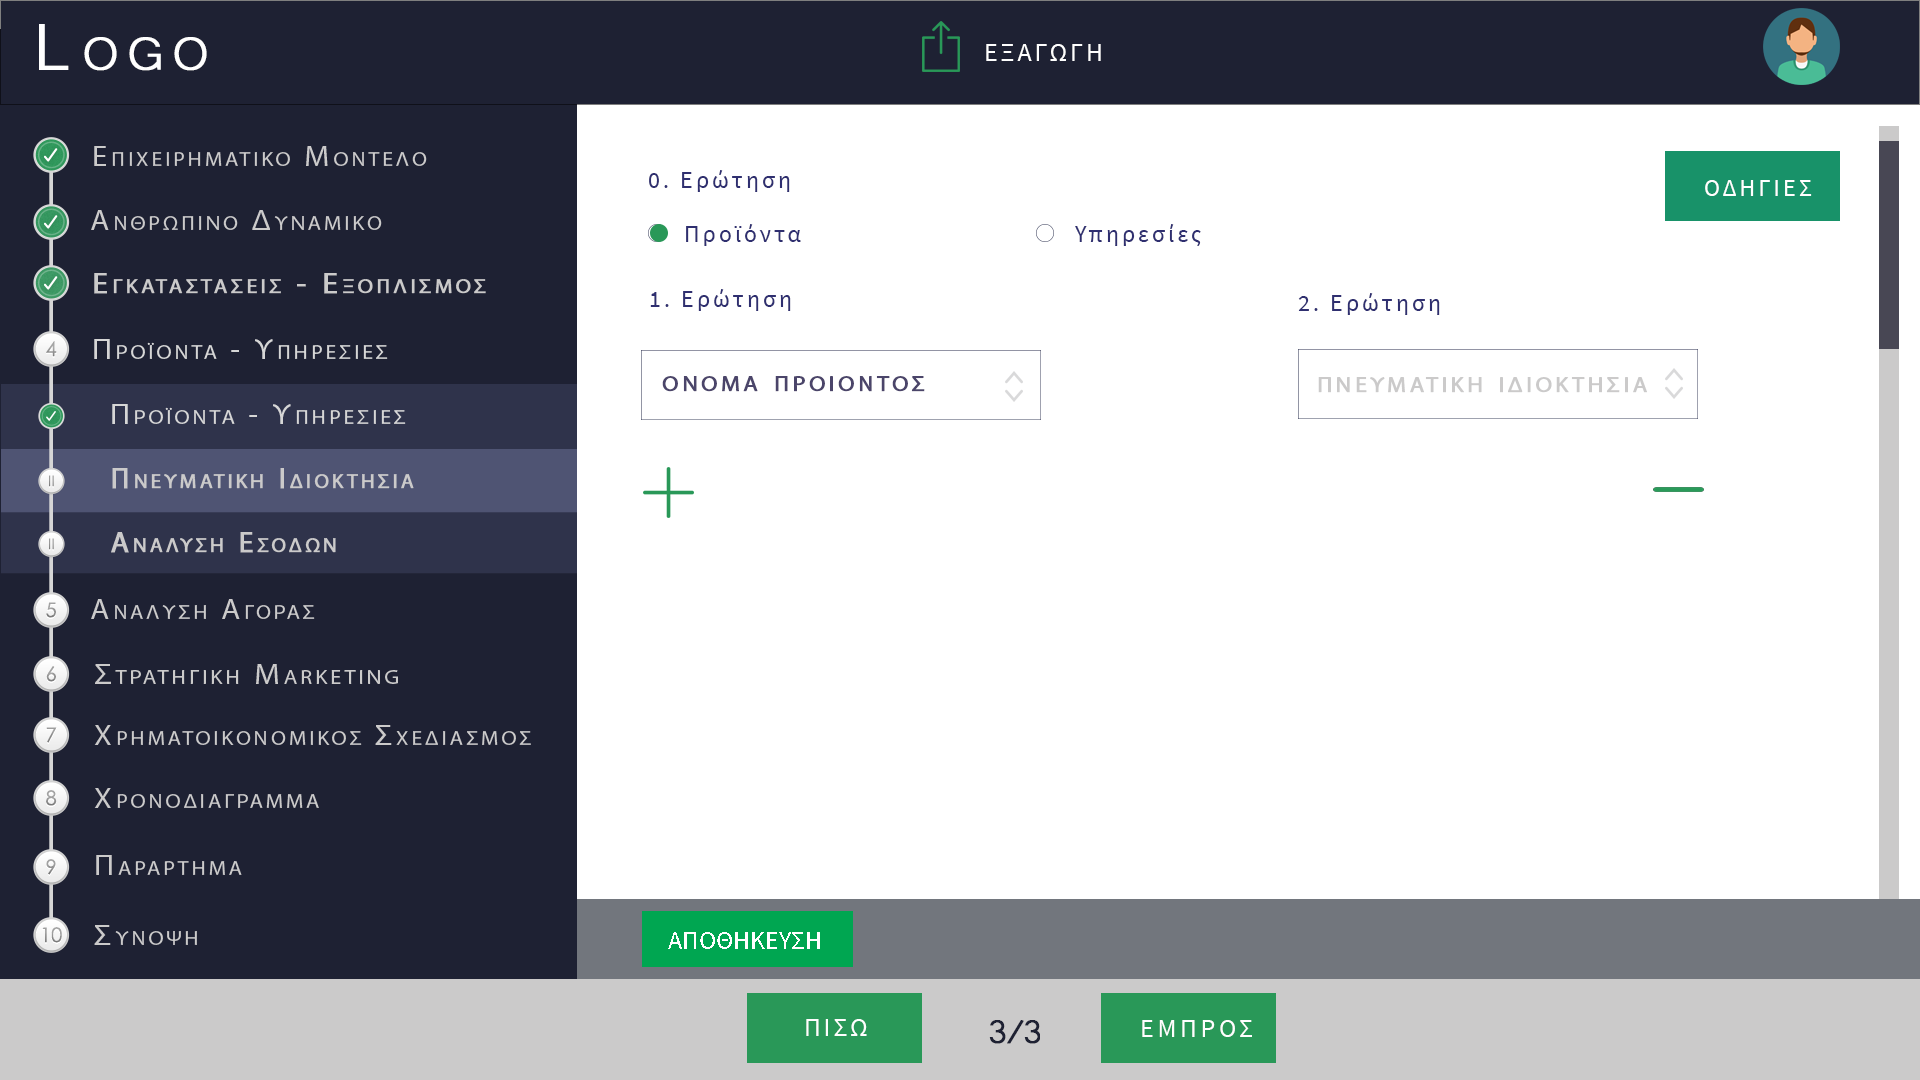 LOGO
ΕΞΑΓΩΓΗ
ΕΠΙΧΕΙΡΗΜΑΤΙΚΟ ΜΟΝΤΕΛΟ
ΑΝΘΡΩΠΙΝΟ ΔΥΝΑΜΙΚΟ
ΕΓΚΑΤΑΣΤΑΣΕΙΣ - ΕΞΟΠΛΙΣΜΟΣ
4 ΠΡΟΪΟΝΤΑ - ΥΠΗΡΕΣΙΕΣ
ΠΡΟΪΟΝΤΑ - ΥΠΗΡΕΣΙΕΣ
II ΠΝΕΥΜΑΤΙΚΗ ΙΔΙΟΚΤΗΣΙΑ
II ΑΝΑΛΥΣΗ ΕΣΟΔΩΝ
5 ΑΝΑΛΥΣΗ ΑΓΟΡΑΣ
6 ΣΤΡΑΤΗΓΙΚΗ MARKETING
7 ΧΡΗΜΑΤΟΙΚΟΝΟΜΙΚΟΣ ΣΧΕΔΙΑΣΜΟΣ
8 ΧΡΟΝΟΔΙΑΓΡΑΜΜΑ
9 ΠΑΡΑΡΤΗΜΑ
10 ΣΥΝΟΨΗ
0. Ερώτηση
ΟΔΗΓΙΕΣ
Προϊόντα
Υπηρεσίες
1. Ερώτηση
2. Ερώτηση
ΟΝΟΜΑ ΠΡΟΙΟΝΤΟΣ
ΠΝΕΥΜΑΤΙΚΗ ΙΔΙΟΚΤΗΣΙΑ
ΑΠΟΘΗΚΕΥΣΗ
ΠΙΣΩ
3/3
ΕΜΠΡΟΣ